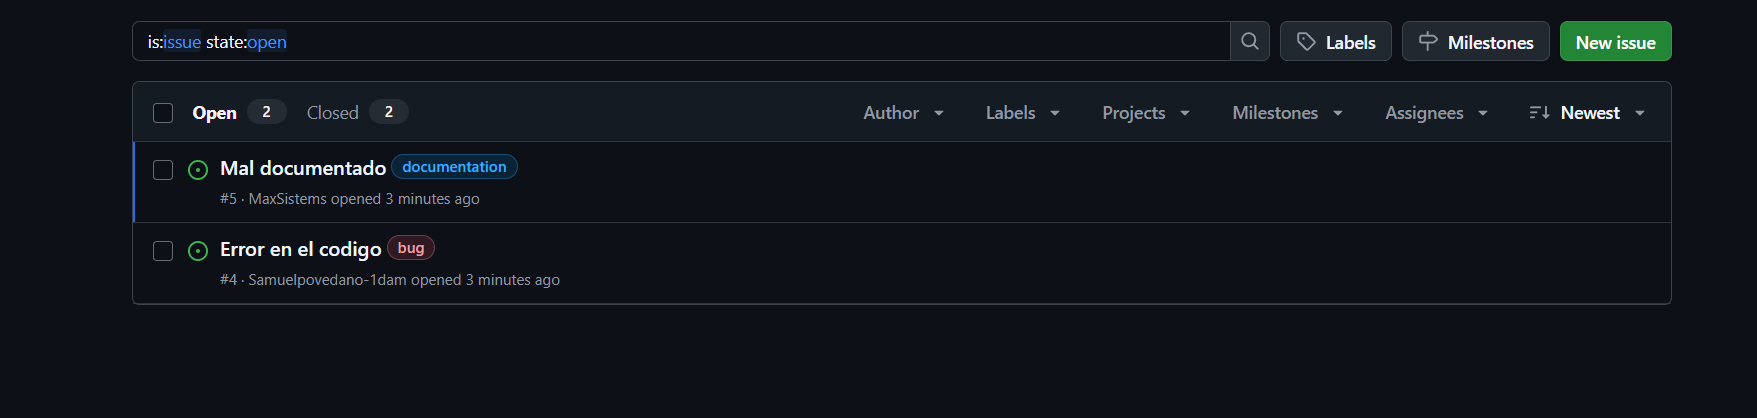 is:issue state:open Labels Milestones New issue
Open 2 Closed 2 Author Labels Projects Milestones Assignees Newest
Mal documentado documentation
#5 · MaxSistems opened 3 minutes ago
Error en el codigo bug
#4 · Samuelpovedano-1dam opened 3 minutes ago